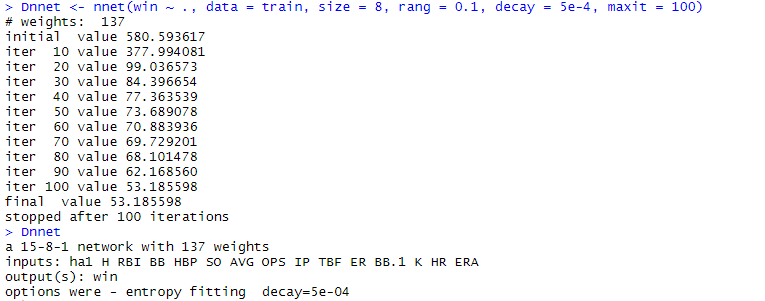 > Dnnet <- nnet(win ~ ., data = train, size = 8, rang = 0.1, decay = 5e-4, maxit = 100)
# weights:  137
initial  value 580.593617
iter  10 value 377.994081
iter  20 value 99.036573
iter  30 value 84.396654
iter  40 value 77.363539
iter  50 value 73.689078
iter  60 value 70.883936
iter  70 value 69.729201
iter  80 value 68.101478
iter  90 value 62.168560
iter 100 value 53.185598
final  value 53.185598
stopped after 100 iterations
> Dnnet
a 15-8-1 network with 137 weights
inputs: ha1 H RBI BB HBP SO AVG OPS IP TBF ER BB.1 K HR ERA
output(s): win
options were - entropy fitting  decay=5e-04